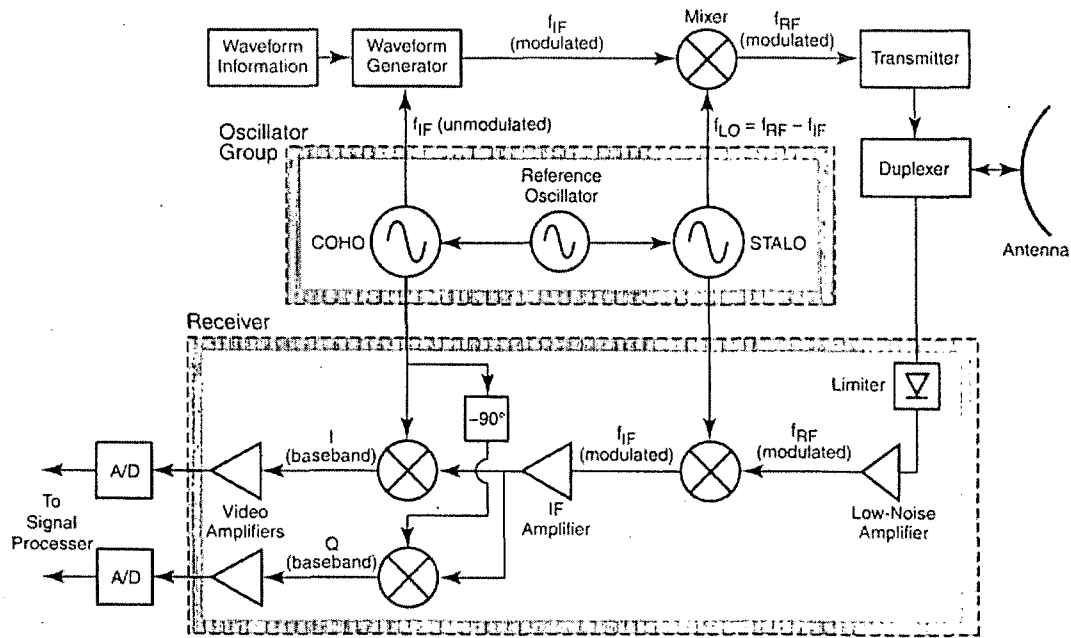 Waveform
Information
Waveform
Generator
f_IF
(modulated)
Mixer
f_RF
(modulated)
Transmitter
f_IF (unmodulated)
f_LO = f_RF – f_IF
Oscillator
Group
Duplexer
Reference
Oscillator
COHO
STALO
Antenna
Receiver
Limiter
–90°
I
(baseband)
f_IF
(modulated)
f_RF
(modulated)
A/D
To
Signal
Processer
Video
Amplifiers
IF
Amplifier
Low-Noise
Amplifier
Q
(baseband)
A/D